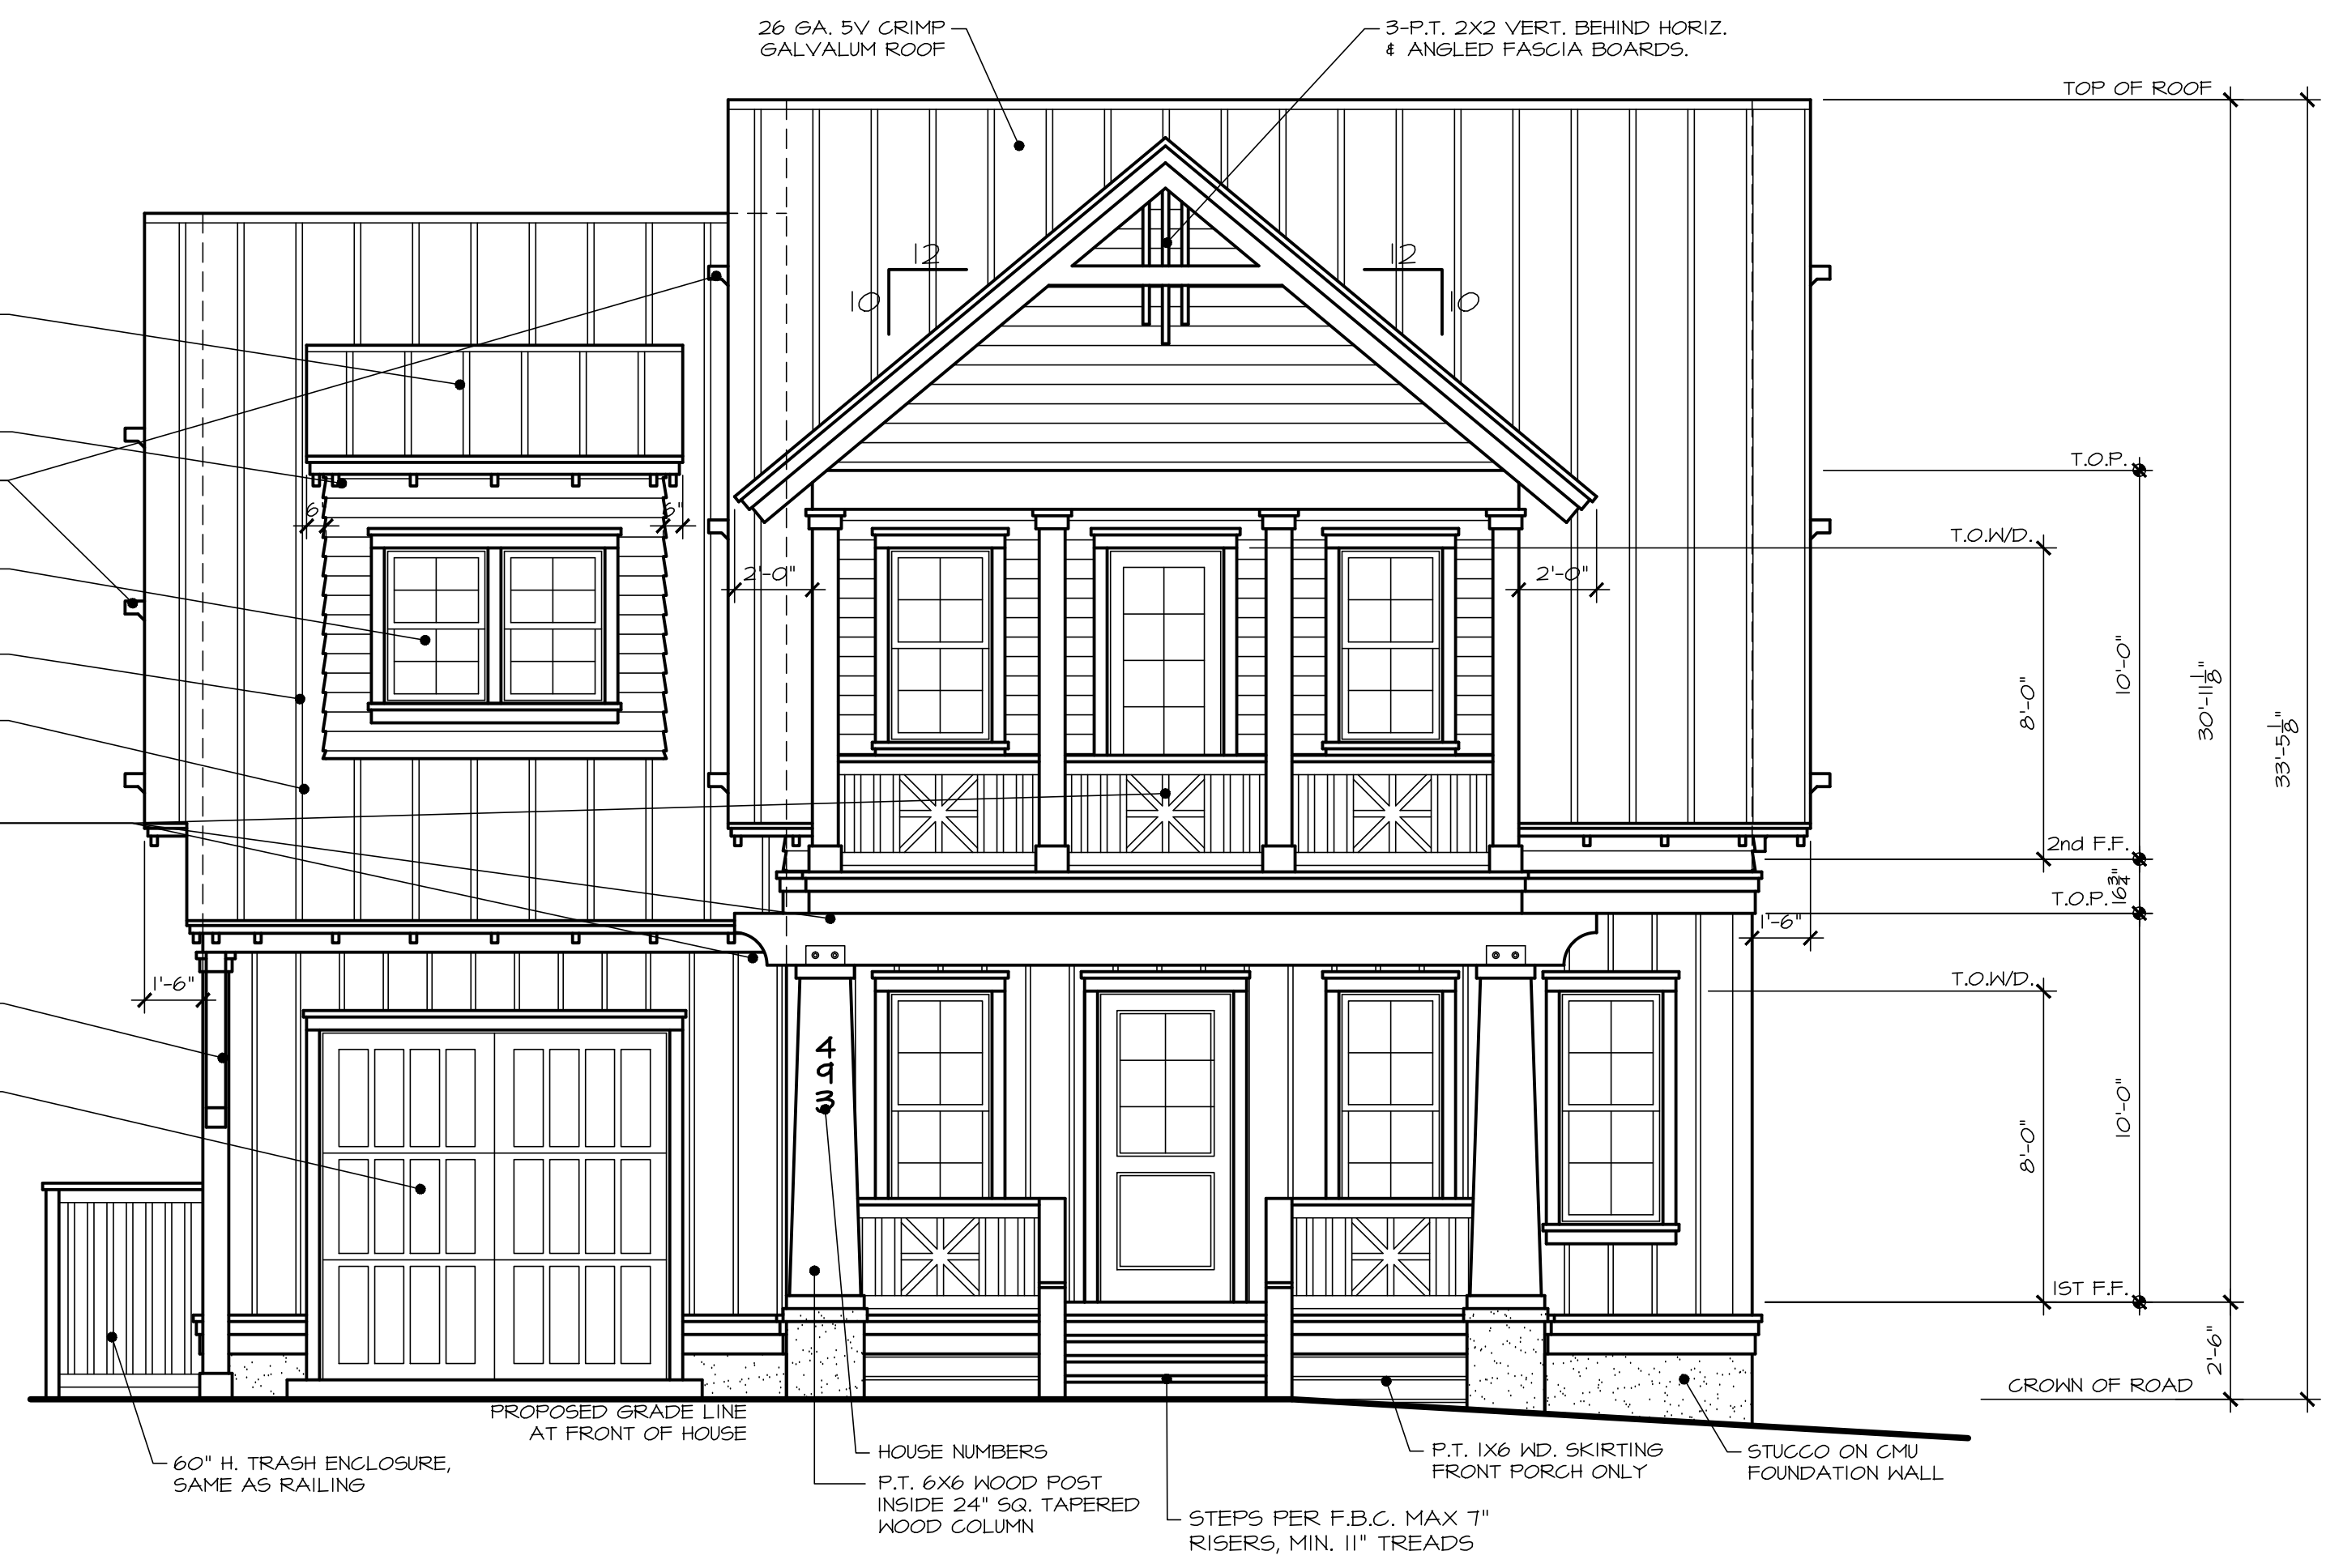 26 GA. 5V CRIMP
GALVALUM ROOF
3-P.T. 2X2 VERT. BEHIND HORIZ.
& ANGLED FASCIA BOARDS.
TOP OF ROOF
12
12
10
10
T.O.P.
6"
6"
T.O.W/D.
2'-0"
2'-0"
10'-0"
8'-0"
30'-11 1/8"
33'-5 1/8"
2nd F.F.
16 3/4"
T.O.P.
1'-6"
1'-6"
T.O.W/D.
4
9
3
8'-0"
10'-0"
1ST F.F.
2'-6"
CROWN OF ROAD
PROPOSED GRADE LINE
AT FRONT OF HOUSE
60" H. TRASH ENCLOSURE,
SAME AS RAILING
HOUSE NUMBERS
P.T. 6X6 WOOD POST
INSIDE 24" SQ. TAPERED
WOOD COLUMN
STEPS PER F.B.C. MAX 7"
RISERS, MIN. 11" TREADS
P.T. 1X6 WD. SKIRTING
FRONT PORCH ONLY
STUCCO ON CMU
FOUNDATION WALL